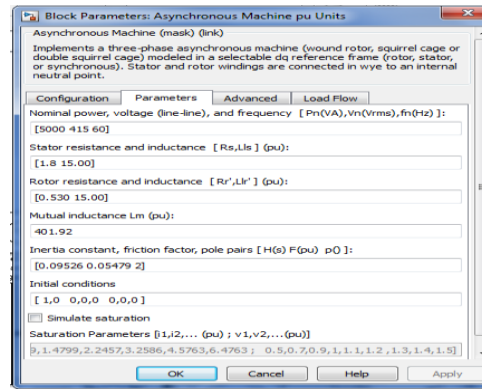 Block Parameters: Asynchronous Machine pu Units
Asynchronous Machine (mask) (link)
Implements a three-phase asynchronous machine (wound rotor, squirrel cage or
double squirrel cage) modeled in a selectable dq reference frame (rotor, stator,
or synchronous). Stator and rotor windings are connected in wye to an internal
neutral point.
Configuration Parameters Advanced Load Flow
Nominal power, voltage (line-line), and frequency [ Pn(VA),Vn(Vrms),fn(Hz) ]:
[5000 415 60]
Stator resistance and inductance [ Rs,Lls ] (pu):
[1.8 15.00]
Rotor resistance and inductance [ Rr',Llr' ] (pu):
[0.530 15.00]
Mutual inductance Lm (pu):
401.92
Inertia constant, friction factor, pole pairs [ H(s) F(pu) p() ]:
[0.09526 0.05479 2]
Initial conditions
[ 1,0 0,0,0 0,0,0 ]
Simulate saturation
Saturation Parameters [i1,i2,... (pu) ; v1,v2,...(pu)]
9,1.4799,2.2457,3.2586,4.5763,6.4763 ; 0.5,0.7,0.9,1,1.1,1.2 ,1.3,1.4,1.5]
OK Cancel Help Apply